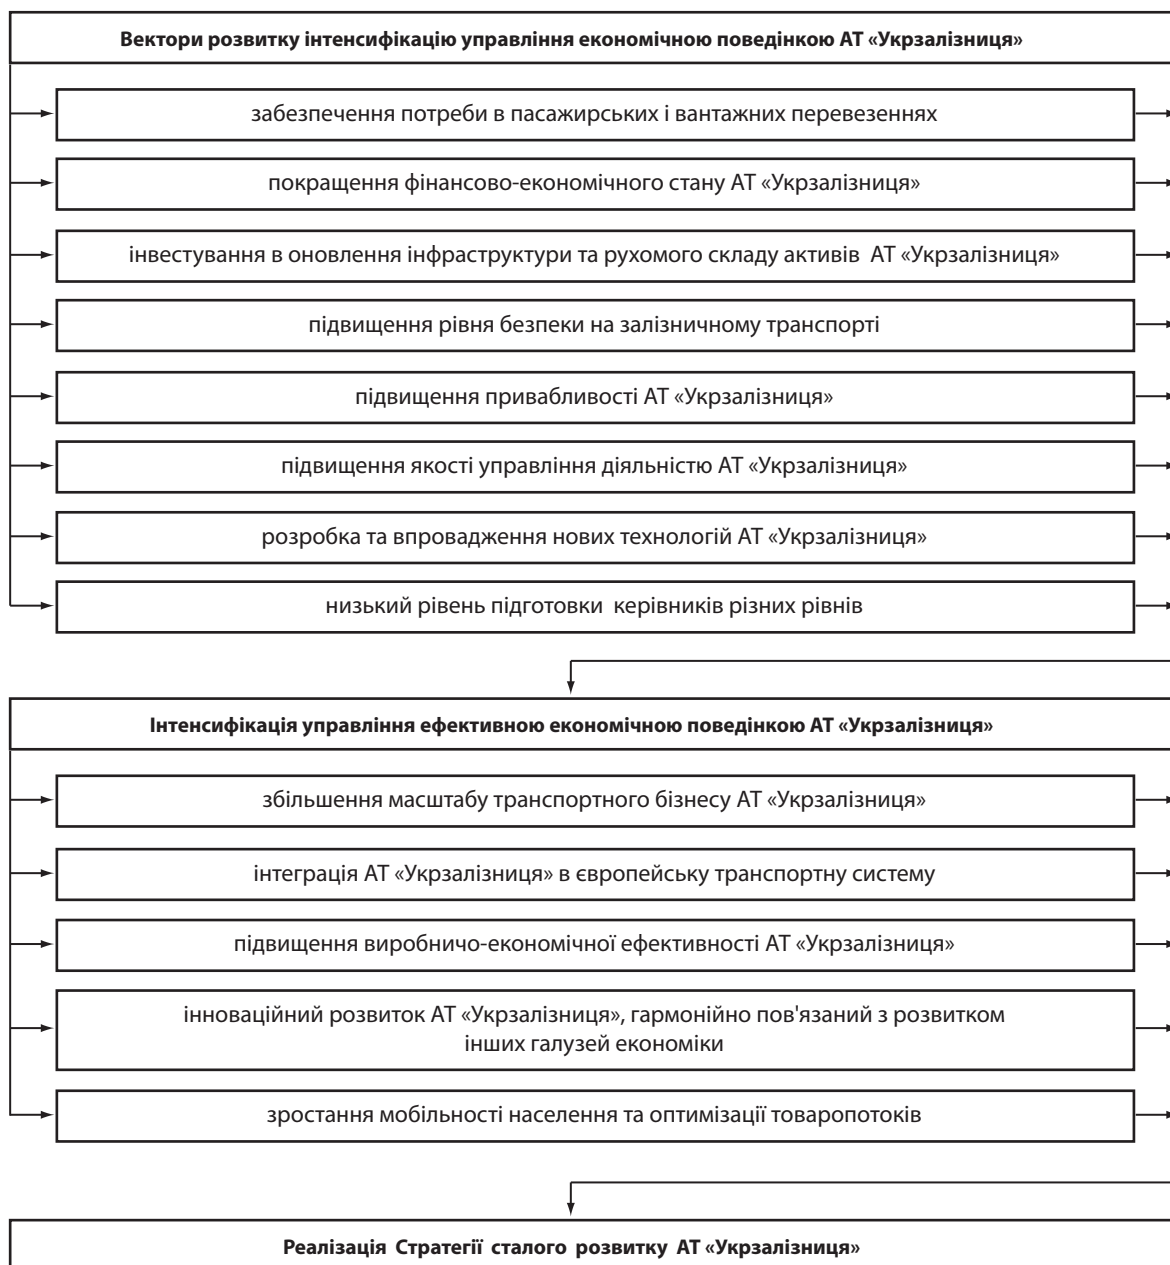 Вектори розвитку інтенсифікацію управління економічною поведінкою АТ «Укрзалізниця»
забезпечення потреби в пасажирських і вантажних перевезеннях
покращення фінансово-економічного стану АТ «Укрзалізниця»
інвестування в оновлення інфраструктури та рухомого складу активів АТ «Укрзалізниця»
підвищення рівня безпеки на залізничному транспорті
підвищення привабливості АТ «Укрзалізниця»
підвищення якості управління діяльністю АТ «Укрзалізниця»
розробка та впровадження нових технологій АТ «Укрзалізниця»
низький рівень підготовки керівників різних рівнів
Інтенсифікація управління ефективною економічною поведінкою АТ «Укрзалізниця»
збільшення масштабу транспортного бізнесу АТ «Укрзалізниця»
інтеграція АТ «Укрзалізниця» в європейську транспортну систему
підвищення виробничо-економічної ефективності АТ «Укрзалізниця»
інноваційний розвиток АТ «Укрзалізниця», гармонійно пов'язаний з розвитком
інших галузей економіки
зростання мобільності населення та оптимізації товаропотоків
Реалізація Стратегії сталого розвитку АТ «Укрзалізниця»